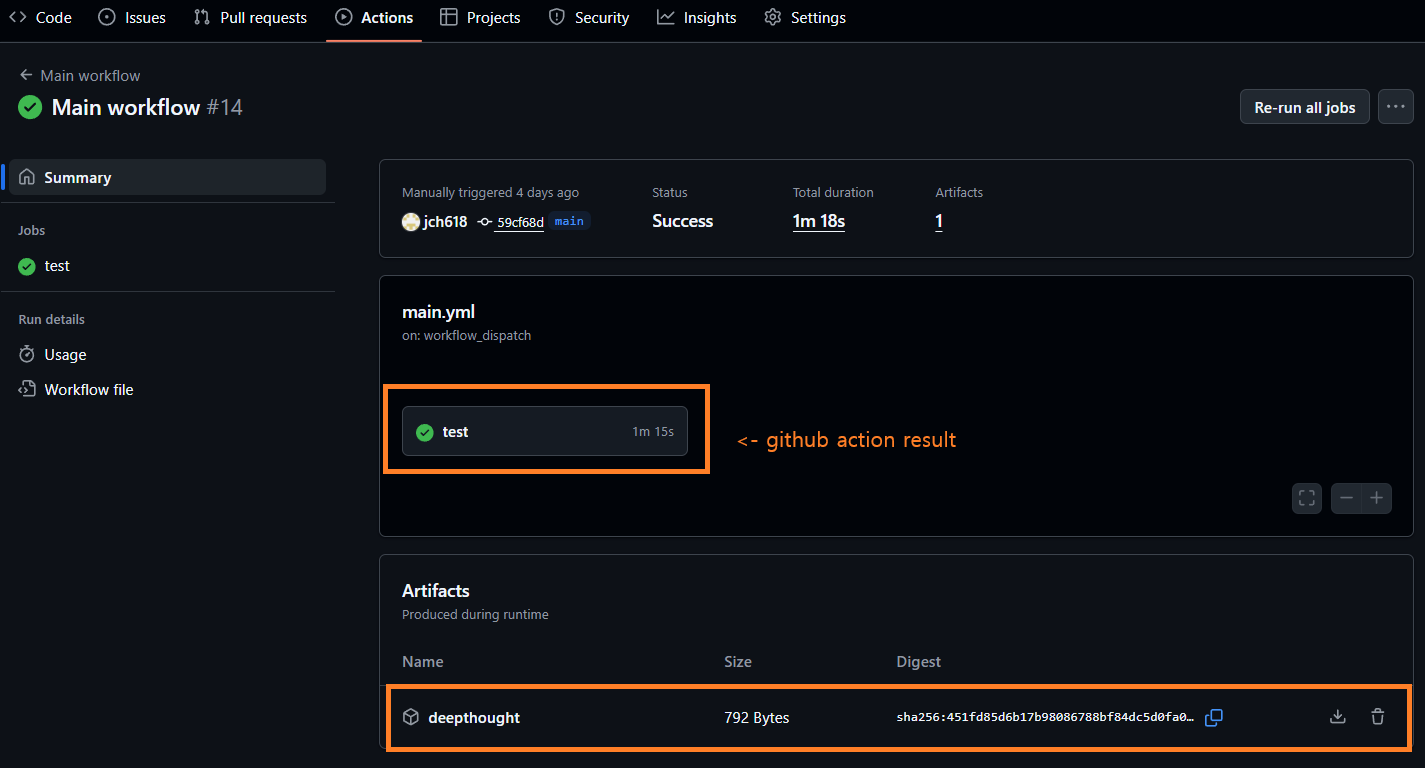 Code Issues Pull requests Actions Projects Security Insights Settings
Main workflow
Main workflow #14
Re-run all jobs
Summary
Jobs
test
Run details
Usage
Workflow file
Manually triggered 4 days ago Status Total duration Artifacts
jch618 59cf68d main Success 1m 18s 1
main.yml
on: workflow_dispatch
test 1m 15s
<- github action result
Artifacts
Produced during runtime
Name Size Digest
deepthought 792 Bytes sha256:451fd85d6b17b98086788bf84dc5d0fa0…